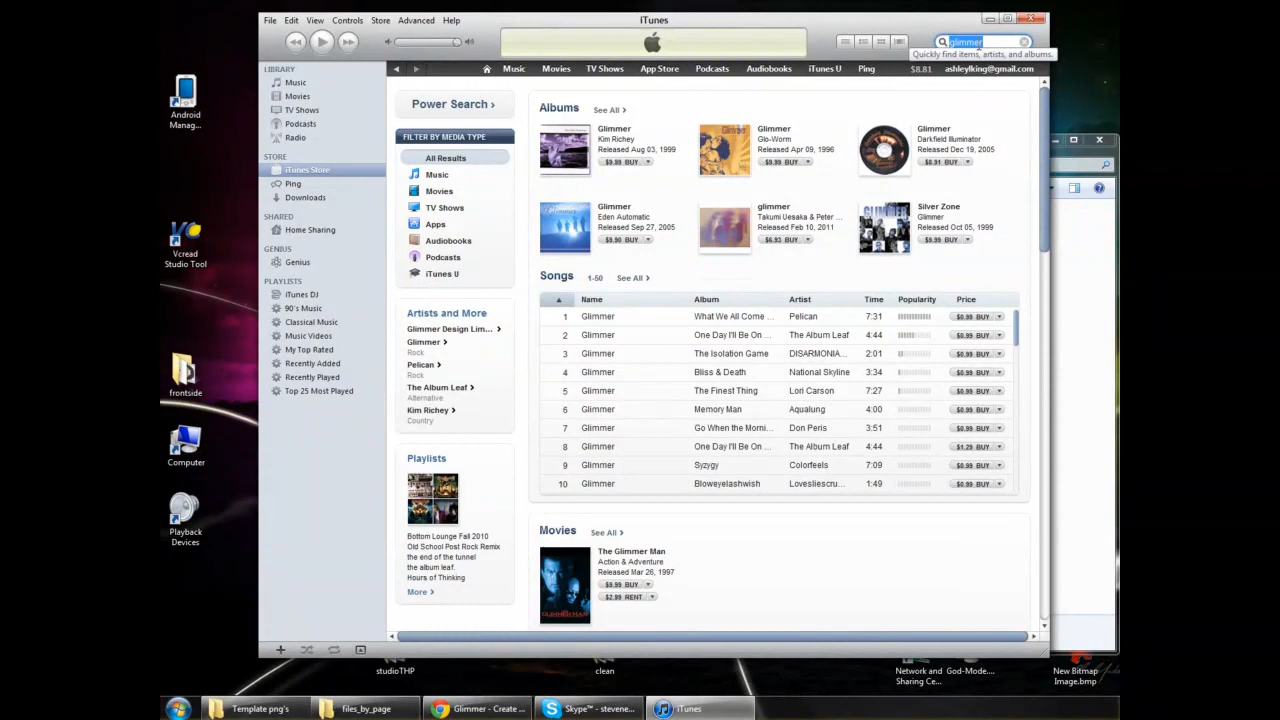 File Edit View Controls Store Advanced Help
iTunes
glimmer
Quickly find items, artists, and albums.
Music Movies TV Shows App Store Podcasts Audiobooks iTunes U Ping $8.81 ashleylking@gmail.com
LIBRARY
Music
Movies
TV Shows
Podcasts
Radio
STORE
iTunes Store
Ping
Downloads
SHARED
Home Sharing
GENIUS
Genius
PLAYLISTS
iTunes DJ
90's Music
Classical Music
Music Videos
My Top Rated
Recently Added
Recently Played
Top 25 Most Played
Power Search ›
FILTER BY MEDIA TYPE
All Results
Music
Movies
TV Shows
Apps
Audiobooks
Podcasts
iTunes U
Artists and More
Glimmer Design Lim... ›
Glimmer ›
Rock
Pelican ›
Rock
The Album Leaf ›
Alternative
Kim Richey ›
Country
Playlists
Bottom Lounge Fall 2010
Old School Post Rock Remix
the end of the tunnel
the album leaf.
Hours of Thinking
More ›
Albums See All ›
Glimmer
Kim Richey
Released Aug 03, 1999
$9.99 BUY
Glimmer
Glo-Worm
Released Apr 09, 1996
$9.99 BUY
Glimmer
Darkfield Illuminator
Released Dec 19, 2005
$8.91 BUY
Glimmer
Eden Automatic
Released Sep 27, 2005
$9.90 BUY
glimmer
Takumi Uesaka & Peter ...
Released Feb 10, 2011
$6.93 BUY
Silver Zone
Glimmer
Released Oct 05, 1999
$9.99 BUY
Songs 1-50 See All ›
Name Album Artist Time Popularity Price
1 Glimmer What We All Come ... Pelican 7:31 $0.99 BUY
2 Glimmer One Day I'll Be On ... The Album Leaf 4:44 $0.99 BUY
3 Glimmer The Isolation Game DISARMONIA... 2:01 $0.99 BUY
4 Glimmer Bliss & Death National Skyline 3:34 $0.99 BUY
5 Glimmer The Finest Thing Lori Carson 7:27 $0.99 BUY
6 Glimmer Memory Man Aqualung 4:00 $0.99 BUY
7 Glimmer Go When the Morni... Don Peris 3:51 $0.99 BUY
8 Glimmer One Day I'll Be On ... The Album Leaf 4:44 $1.29 BUY
9 Glimmer Syzygy Colorfeels 7:09 $0.99 BUY
10 Glimmer Bloweyelashwish Lovesliescru... 1:49 $0.99 BUY
Movies See All ›
The Glimmer Man
Action & Adventure
Released Mar 26, 1997
$9.99 BUY
$2.99 RENT
Android
Manag...
Vcread
Studio Tool
frontside
Computer
Playback
Devices
studioTHP
clean
Network and
Sharing Ce...
God-Mode....
New Bitmap
Image.bmp
Template png's
files_by_page
Glimmer - Create ...
Skype™ - stevene...
iTunes